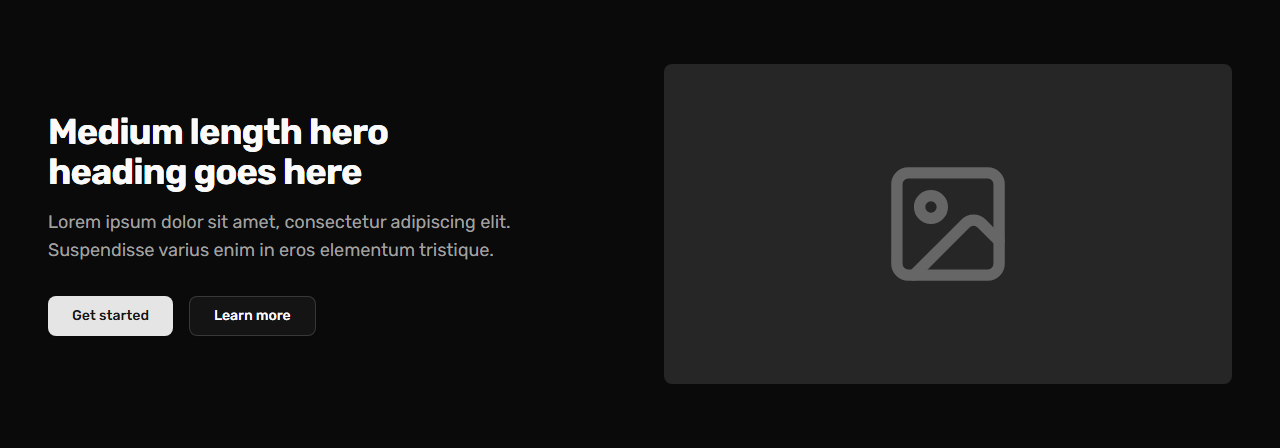 Medium length hero
heading goes here
Lorem ipsum dolor sit amet, consectetur adipiscing elit.
Suspendisse varius enim in eros elementum tristique.
Get started
Learn more